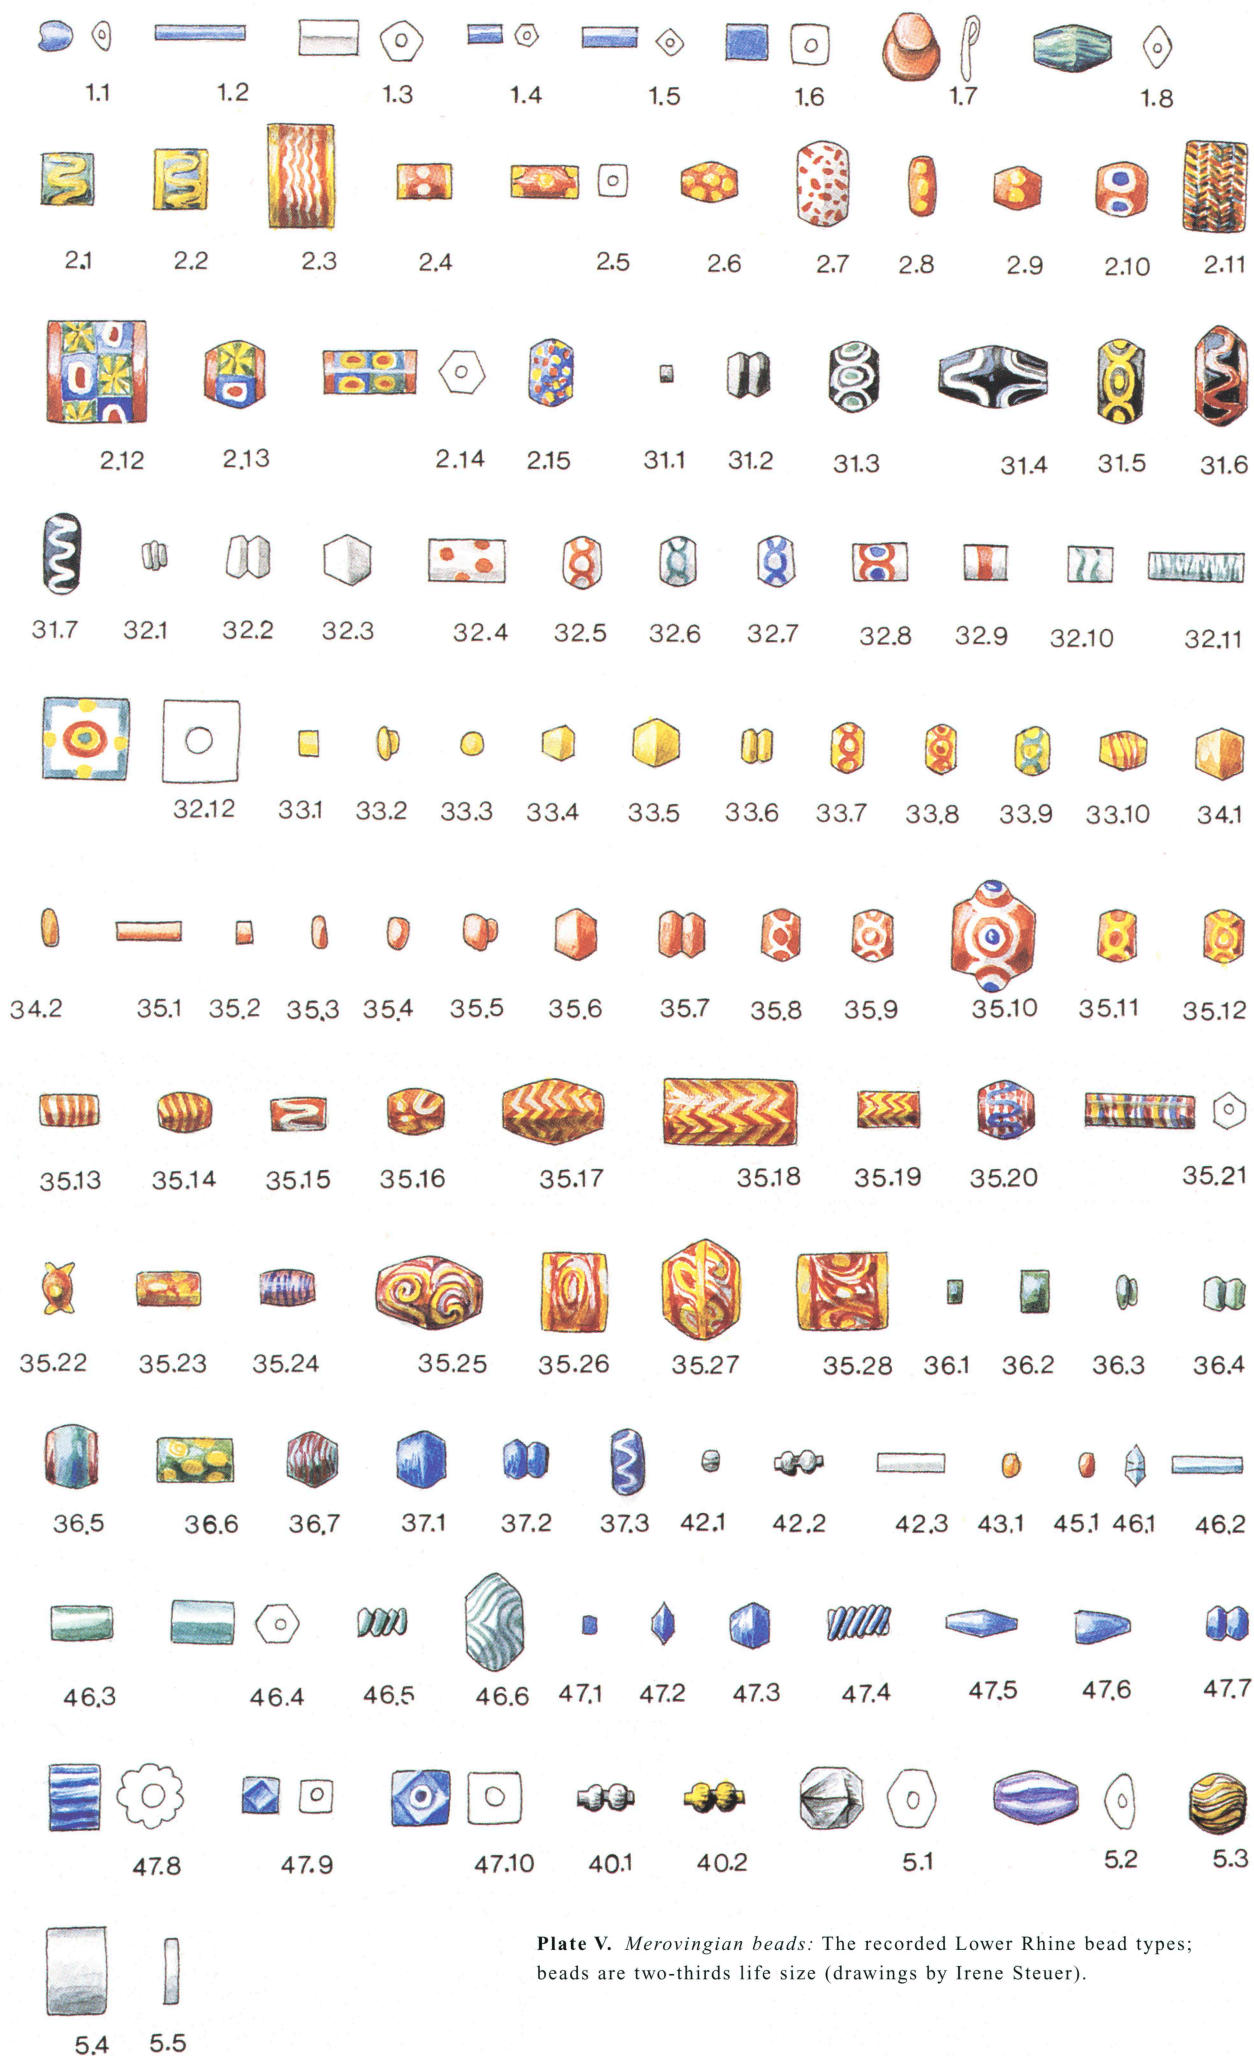 1.1 1.2 1.3 1.4 1.5 1.6 1.7 1.8
2.1 2.2 2.3 2.4 2.5 2.6 2.7 2.8 2.9 2.10 2.11
2.12 2.13 2.14 2.15 31.1 31.2 31.3 31.4 31.5 31.6
31.7 32.1 32.2 32.3 32.4 32.5 32.6 32.7 32.8 32.9 32.10 32.11
32.12 33.1 33.2 33.3 33.4 33.5 33.6 33.7 33.8 33.9 33.10 34.1
34.2 35.1 35.2 35.3 35.4 35.5 35.6 35.7 35.8 35.9 35.10 35.11 35.12
35.13 35.14 35.15 35.16 35.17 35.18 35.19 35.20 35.21
35.22 35.23 35.24 35.25 35.26 35.27 35.28 36.1 36.2 36.3 36.4
36.5 36.6 36.7 37.1 37.2 37.3 42.1 42.2 42.3 43.1 45.1 46.1 46.2
46.3 46.4 46.5 46.6 47.1 47.2 47.3 47.4 47.5 47.6 47.7
47.8 47.9 47.10 40.1 40.2 5.1 5.2 5.3
Plate V. Merovingian beads: The recorded Lower Rhine bead types;
beads are two-thirds life size (drawings by Irene Steuer).
5.4 5.5